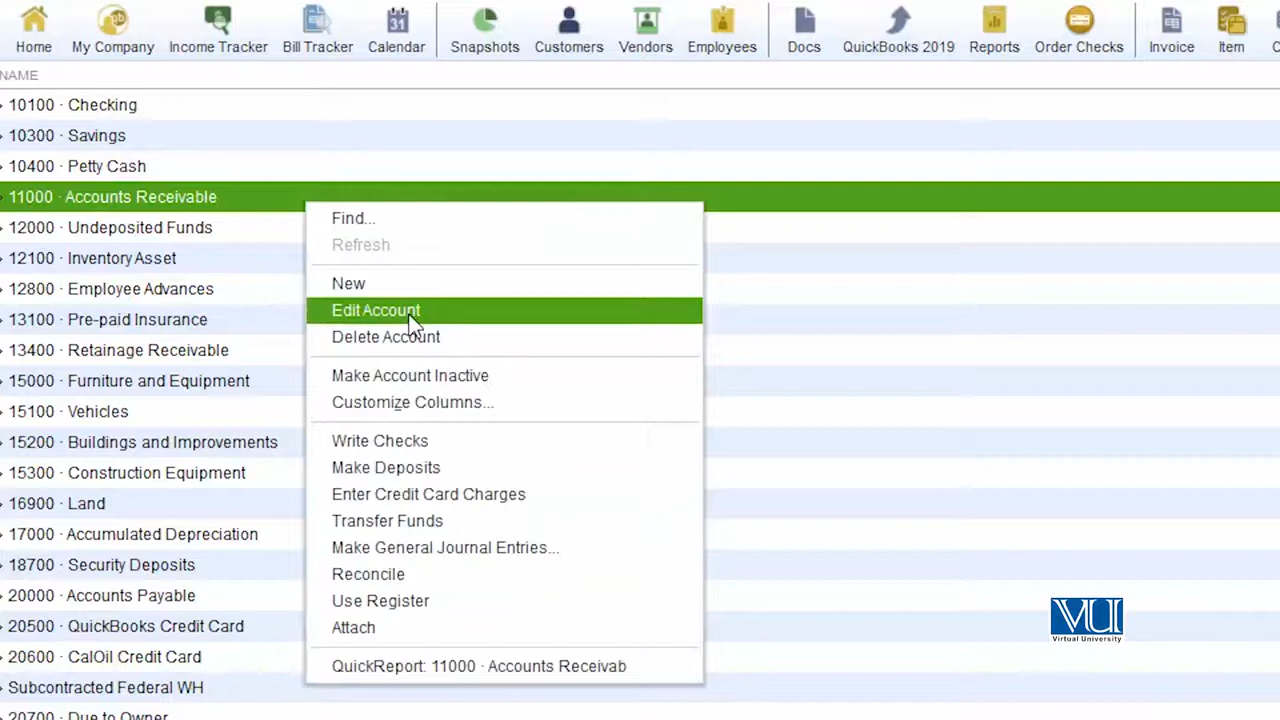 Home
My Company
Income Tracker
Bill Tracker
31
Calendar
Snapshots
Customers
Vendors
Employees
Docs
QuickBooks 2019
Reports
Order Checks
Invoice
Item
NAME
10100 · Checking
10300 · Savings
10400 · Petty Cash
11000 · Accounts Receivable
12000 · Undeposited Funds
12100 · Inventory Asset
12800 · Employee Advances
13100 · Pre-paid Insurance
13400 · Retainage Receivable
15000 · Furniture and Equipment
15100 · Vehicles
15200 · Buildings and Improvements
15300 · Construction Equipment
16900 · Land
17000 · Accumulated Depreciation
18700 · Security Deposits
20000 · Accounts Payable
20500 · QuickBooks Credit Card
20600 · CalOil Credit Card
Subcontracted Federal WH
20700 · Due to Owner
Find...
Refresh
New
Edit Account
Delete Account
Make Account Inactive
Customize Columns...
Write Checks
Make Deposits
Enter Credit Card Charges
Transfer Funds
Make General Journal Entries...
Reconcile
Use Register
Attach
QuickReport: 11000 · Accounts Receivab
VU
Virtual University